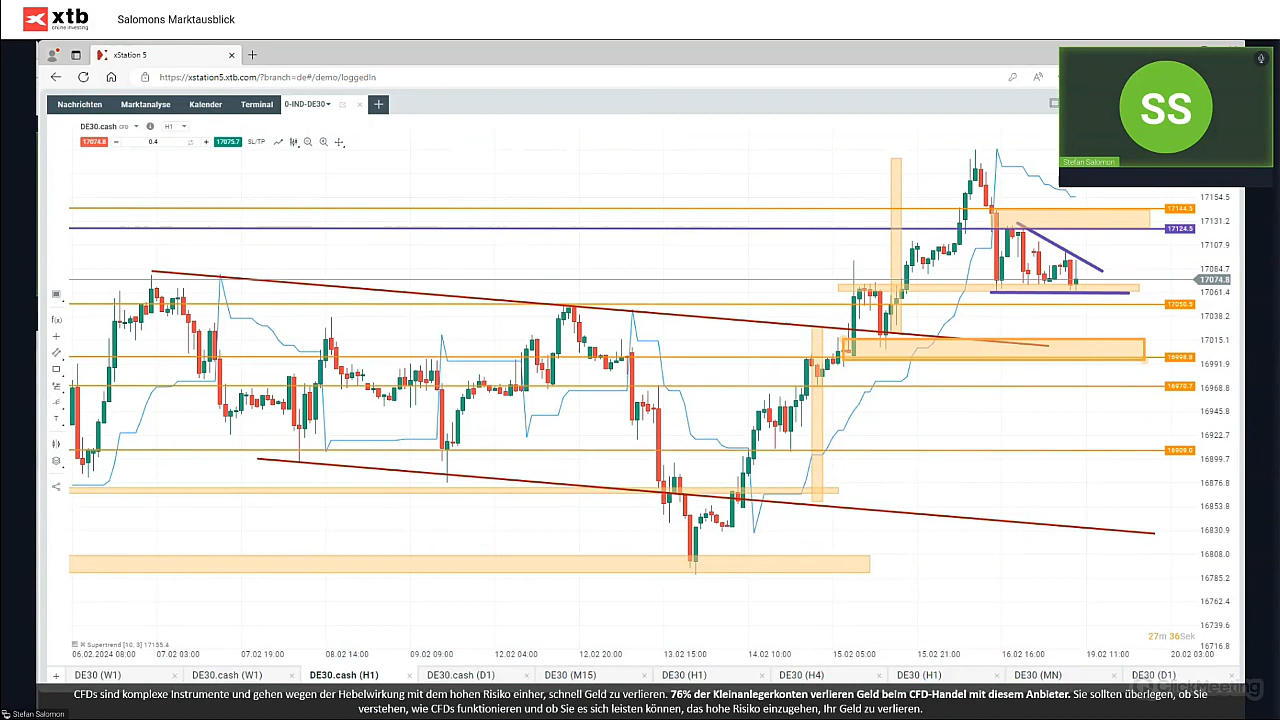 xtb
online investing
Salomons Marktausblick
xStation 5
https://xstation5.xtb.com/?branch=de#/demo/loggedIn
Nachrichten
Marktanalyse
Kalender
Terminal
0-IND-DE30
DE30.cash CFD
H1
17074.8
0.4
17075.7
SL/TP
SS
Stefan Salomon
17154.5
17144.5
17131.2
17124.5
17107.9
17084.7
17074.8
17061.4
17050.5
17038.2
17015.1
16998.8
16991.9
16970.7
16968.8
16945.8
16922.7
16909.0
16899.7
16876.8
16853.8
16830.9
16808.0
16785.2
16762.4
16739.6
16716.8
27m 36Sek
Supertrend [10, 3] 17155.4
06.02.2024 08:00
07.02 03:00
07.02 19:00
08.02 14:00
09.02 09:00
12.02 04:00
12.02 21:00
13.02 15:00
14.02 10:00
15.02 05:00
15.02 21:00
16.02 16:00
19.02 11:00
20.02 03:00
DE30 (W1)
DE30.cash (W1)
DE30.cash (H1)
DE30.cash (D1)
DE30 (M15)
DE30 (H1)
DE30 (H4)
DE30 (H1)
DE30 (MN)
DE30 (D1)
ClickMeeting
CFDs sind komplexe Instrumente und gehen wegen der Hebelwirkung mit dem hohen Risiko einher, schnell Geld zu verlieren. 76% der Kleinanlegerkonten verlieren Geld beim CFD-Handel mit diesem Anbieter. Sie sollten überlegen, ob Sie
verstehen, wie CFDs funktionieren und ob Sie es sich leisten können, das hohe Risiko einzugehen, Ihr Geld zu verlieren.
Stefan Salomon